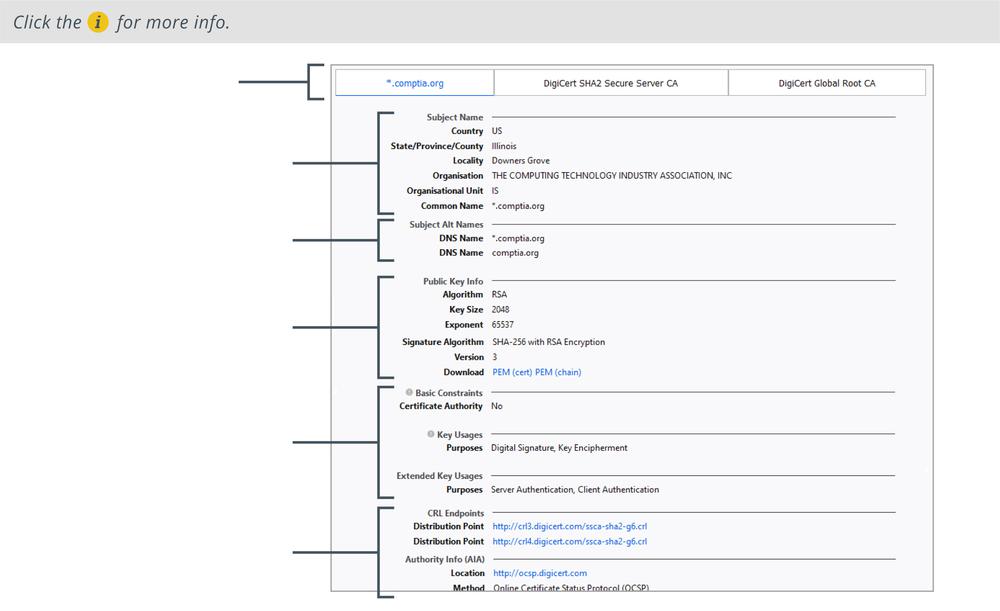 Click the i for more info.
*.comptia.org DigiCert SHA2 Secure Server CA DigiCert Global Root CA
Subject Name
Country US
State/Province/County Illinois
Locality Downers Grove
Organisation THE COMPUTING TECHNOLOGY INDUSTRY ASSOCIATION, INC
Organisational Unit IS
Common Name *.comptia.org
Subject Alt Names
DNS Name *.comptia.org
DNS Name comptia.org
Public Key Info
Algorithm RSA
Key Size 2048
Exponent 65537
Signature Algorithm SHA-256 with RSA Encryption
Version 3
Download PEM (cert) PEM (chain)
Basic Constraints
Certificate Authority No
Key Usages
Purposes Digital Signature, Key Encipherment
Extended Key Usages
Purposes Server Authentication, Client Authentication
CRL Endpoints
Distribution Point http://crl3.digicert.com/ssca-sha2-g6.crl
Distribution Point http://crl4.digicert.com/ssca-sha2-g6.crl
Authority Info (AIA)
Location http://ocsp.digicert.com
Method Online Certificate Status Protocol (OCSP)